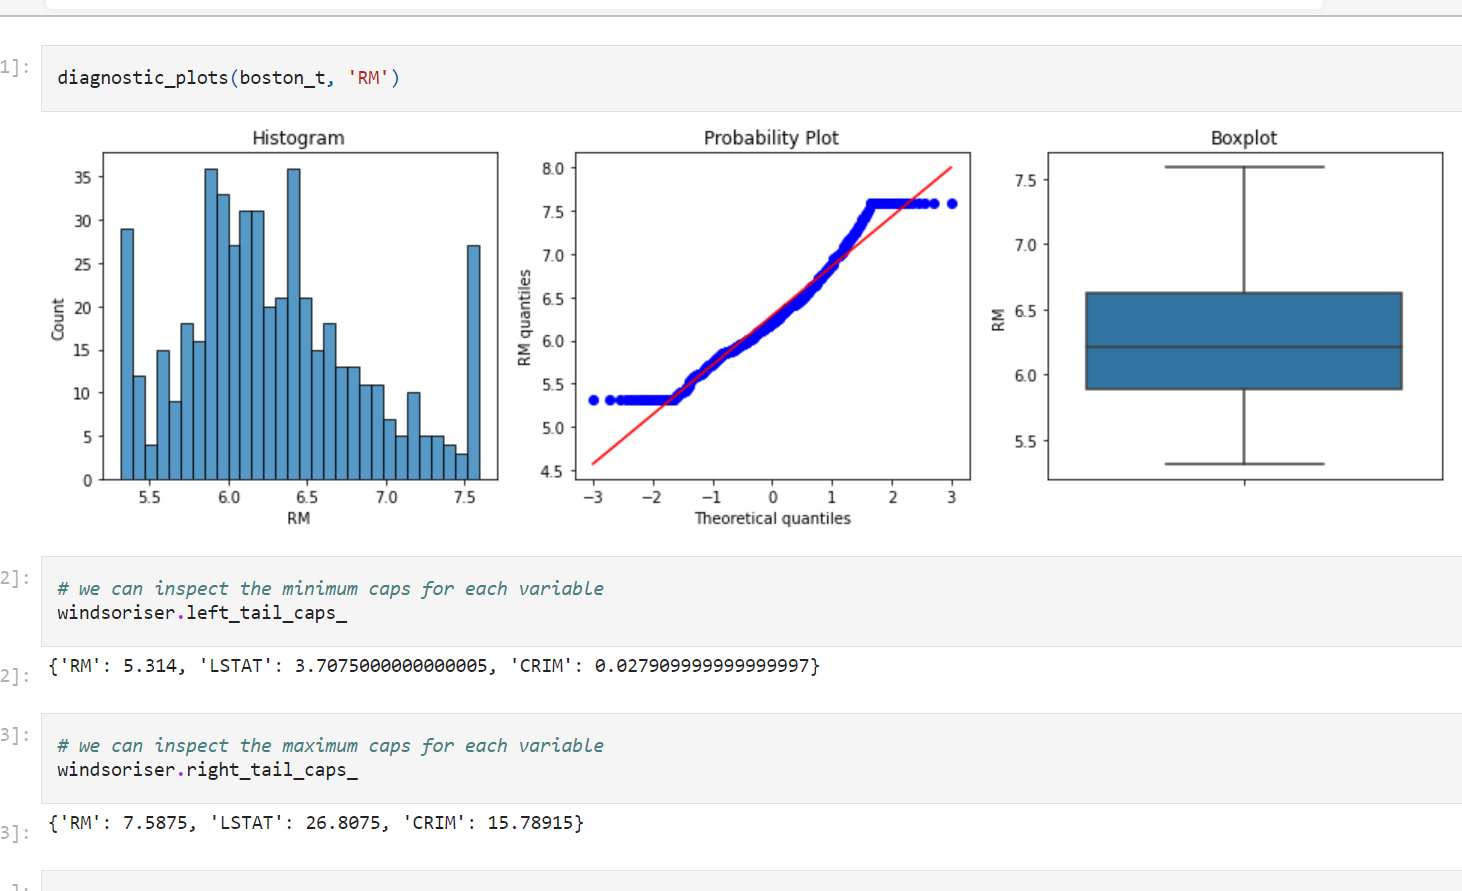 1]:
diagnostic_plots(boston_t, 'RM')
Histogram
Probability Plot
Boxplot
35
30
25
20
15
10
5
0
Count
5.5
6.0
6.5
7.0
7.5
RM
8.0
7.5
7.0
6.5
6.0
5.5
5.0
4.5
RM quantiles
−3
−2
−1
0
1
2
3
Theoretical quantiles
7.5
7.0
6.5
6.0
5.5
RM
2]:
# we can inspect the minimum caps for each variable
windsoriser.left_tail_caps_
2]:
{'RM': 5.314, 'LSTAT': 3.7075000000000005, 'CRIM': 0.027909999999999997}
3]:
# we can inspect the maximum caps for each variable
windsoriser.right_tail_caps_
3]:
{'RM': 7.5875, 'LSTAT': 26.8075, 'CRIM': 15.78915}